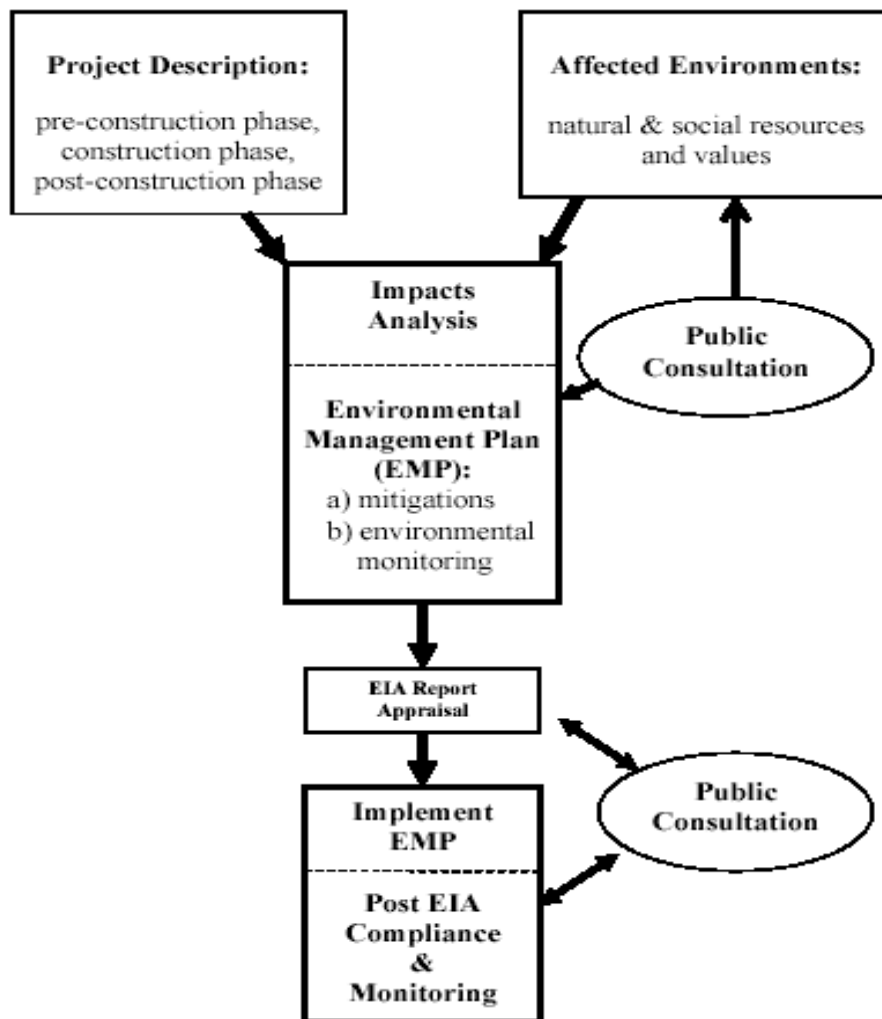 Project Description:
pre-construction phase,
construction phase,
post-construction phase
Affected Environments:
natural & social resources
and values
Impacts
Analysis
Public
Consultation
Environmental
Management Plan
(EMP):
a) mitigations
b) environmental
monitoring
EIA Report
Appraisal
Implement
EMP
Public
Consultation
Post EIA
Compliance
&
Monitoring